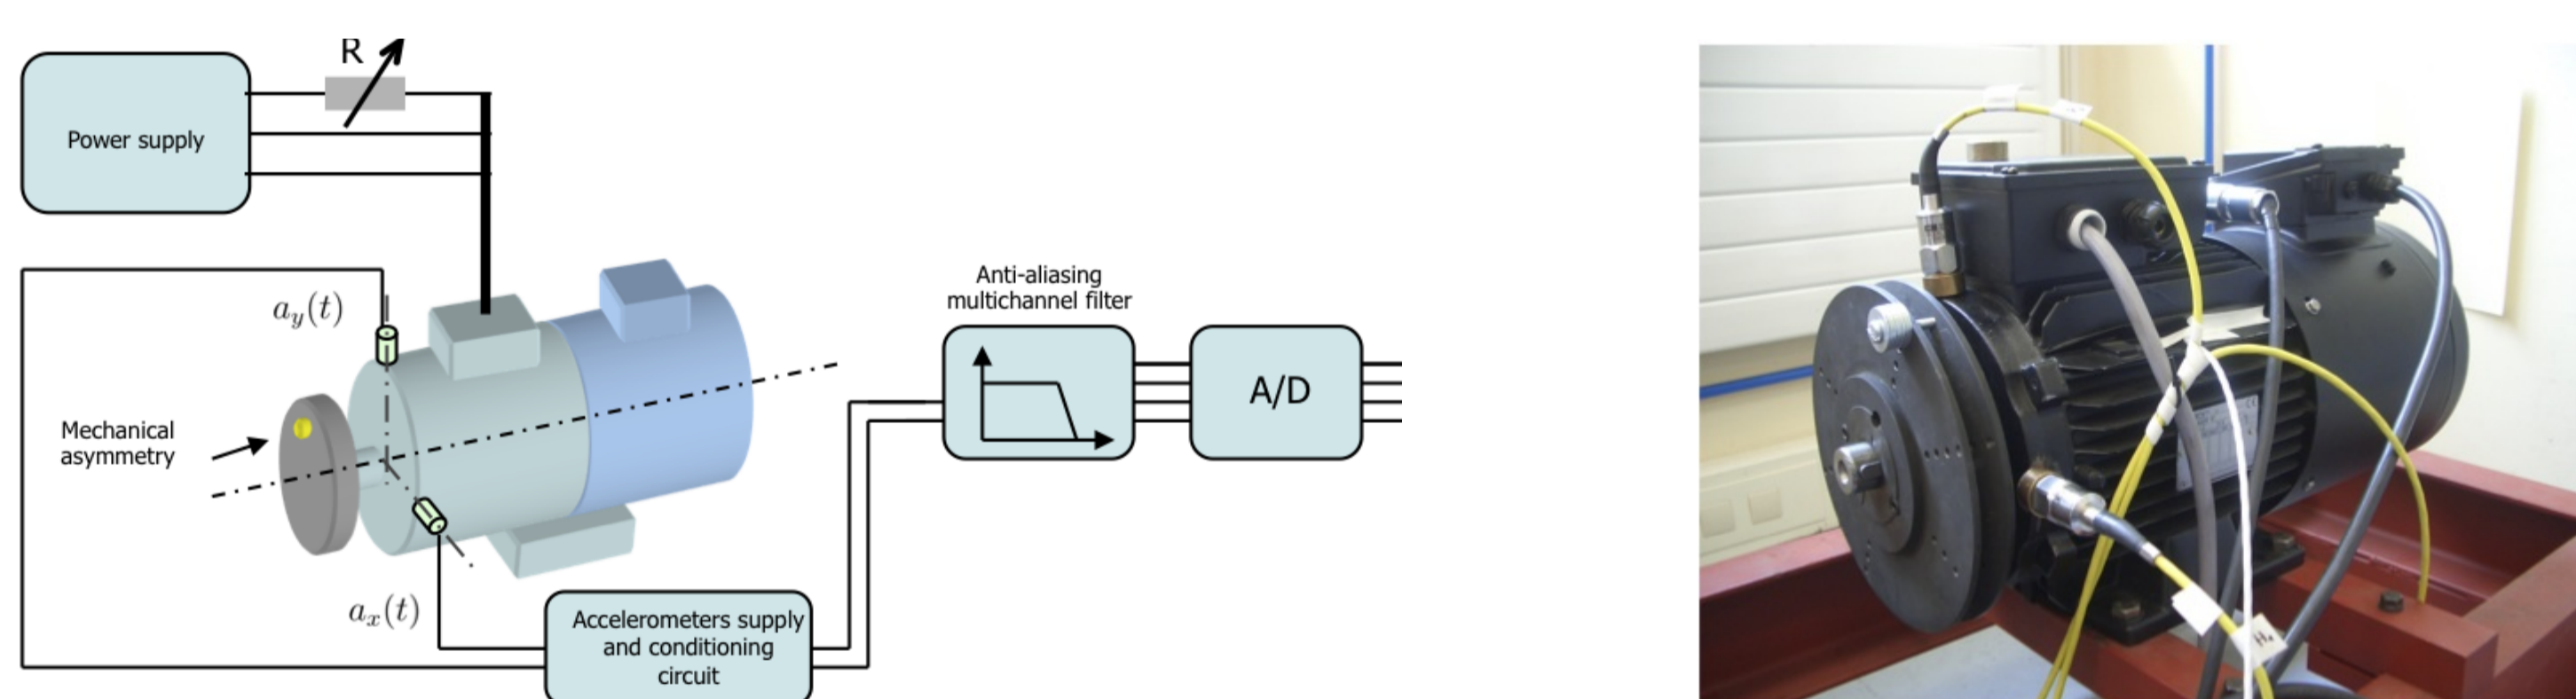 R
Power supply
a_y(t)
Anti-aliasing
multichannel filter
A/D
Mechanical
asymmetry
a_x(t)
Accelerometers supply
and conditioning
circuit